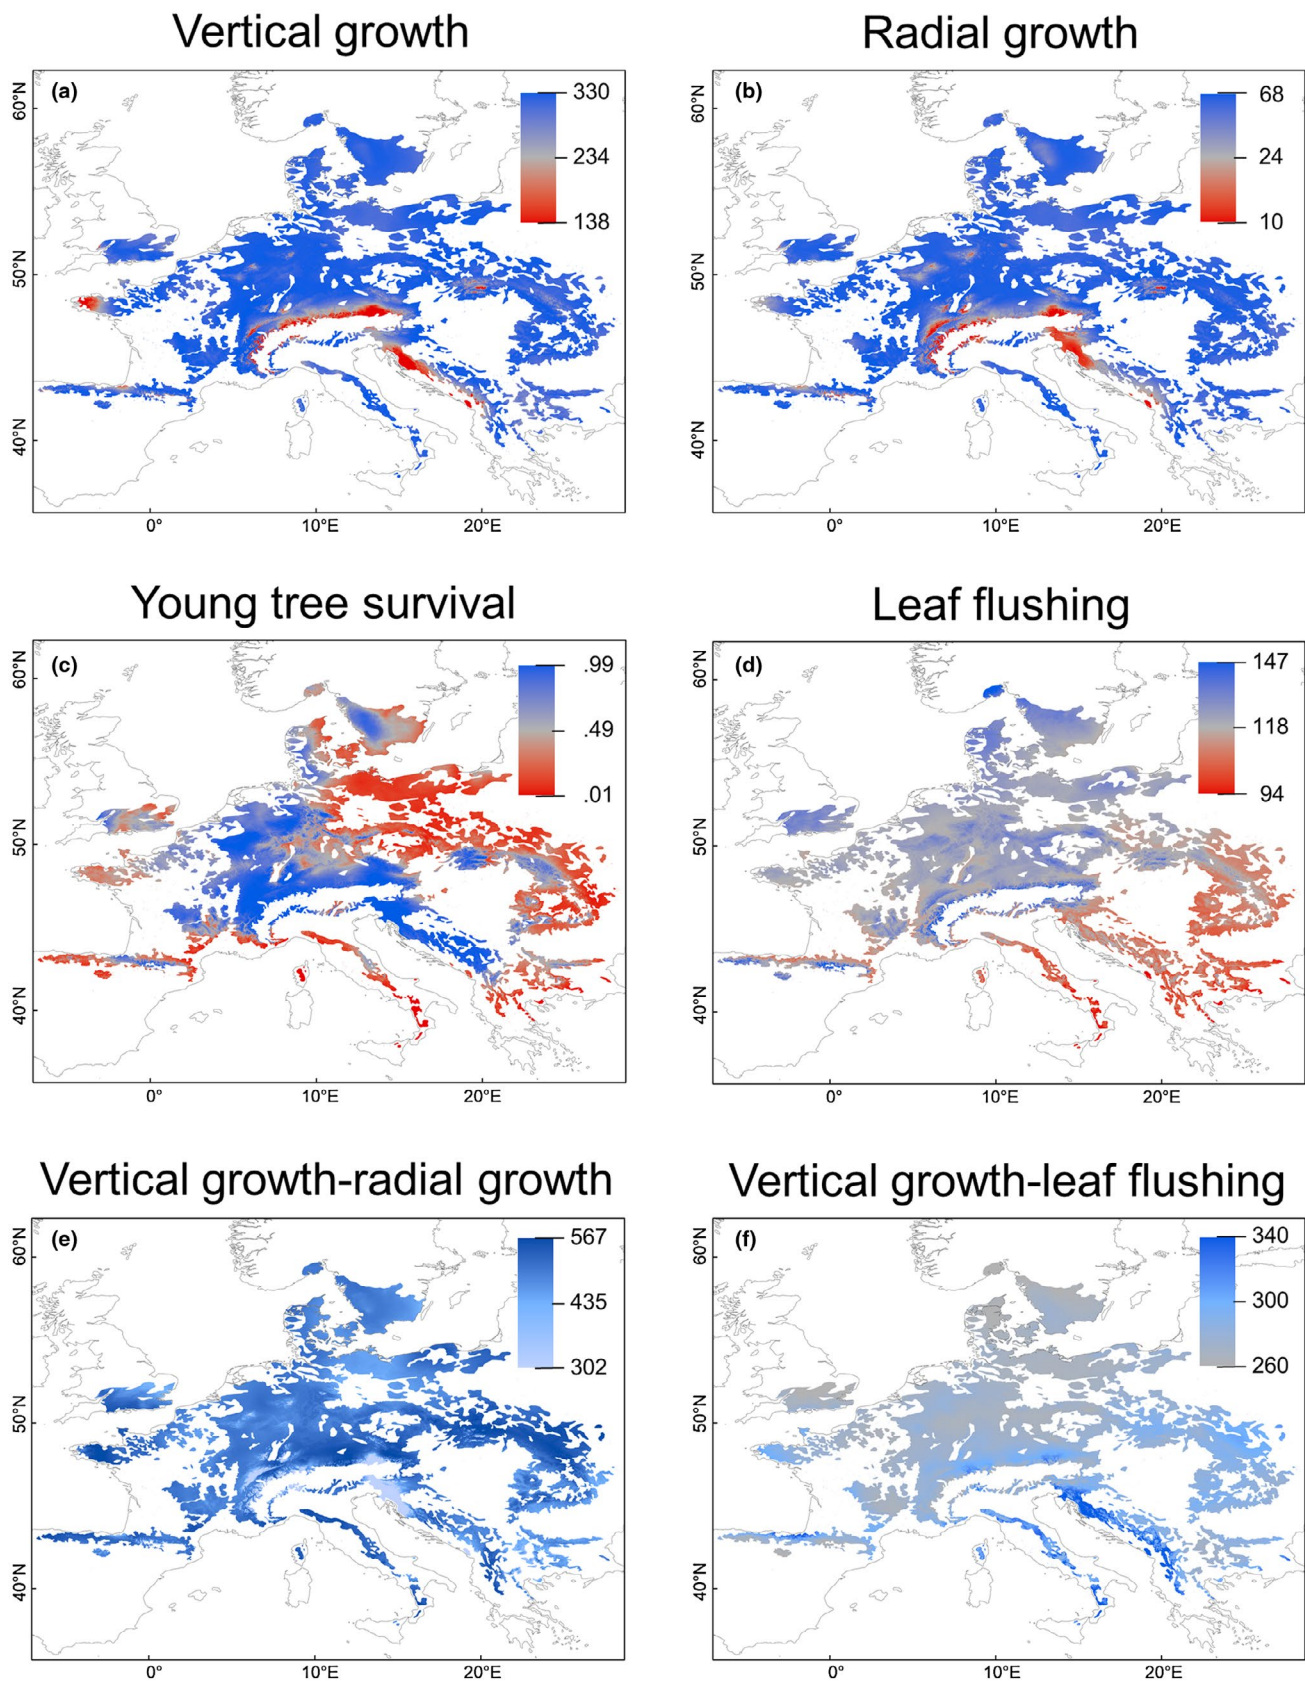 Vertical growth
Radial growth
(a)
330
234
138
60°N
50°N
40°N
0°
10°E
20°E
(b)
68
24
10
60°N
50°N
40°N
0°
10°E
20°E
Young tree survival
Leaf flushing
(c)
.99
.49
.01
60°N
50°N
40°N
0°
10°E
20°E
(d)
147
118
94
60°N
50°N
40°N
0°
10°E
20°E
Vertical growth-radial growth
Vertical growth-leaf flushing
(e)
567
435
302
60°N
50°N
40°N
0°
10°E
20°E
(f)
340
300
260
60°N
50°N
40°N
0°
10°E
20°E